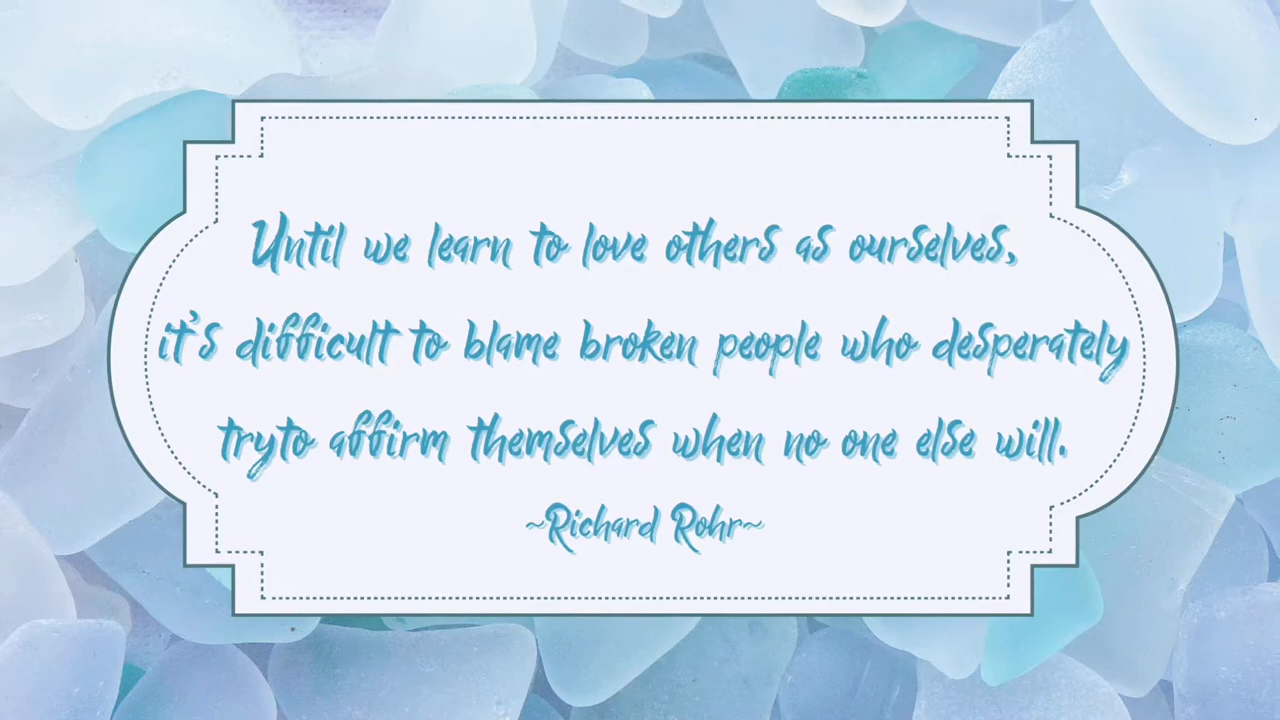 Until we learn to love others as ourselves,
it's difficult to blame broken people who desperately
tryto affirm themselves when no one else will.
~Richard Rohr~